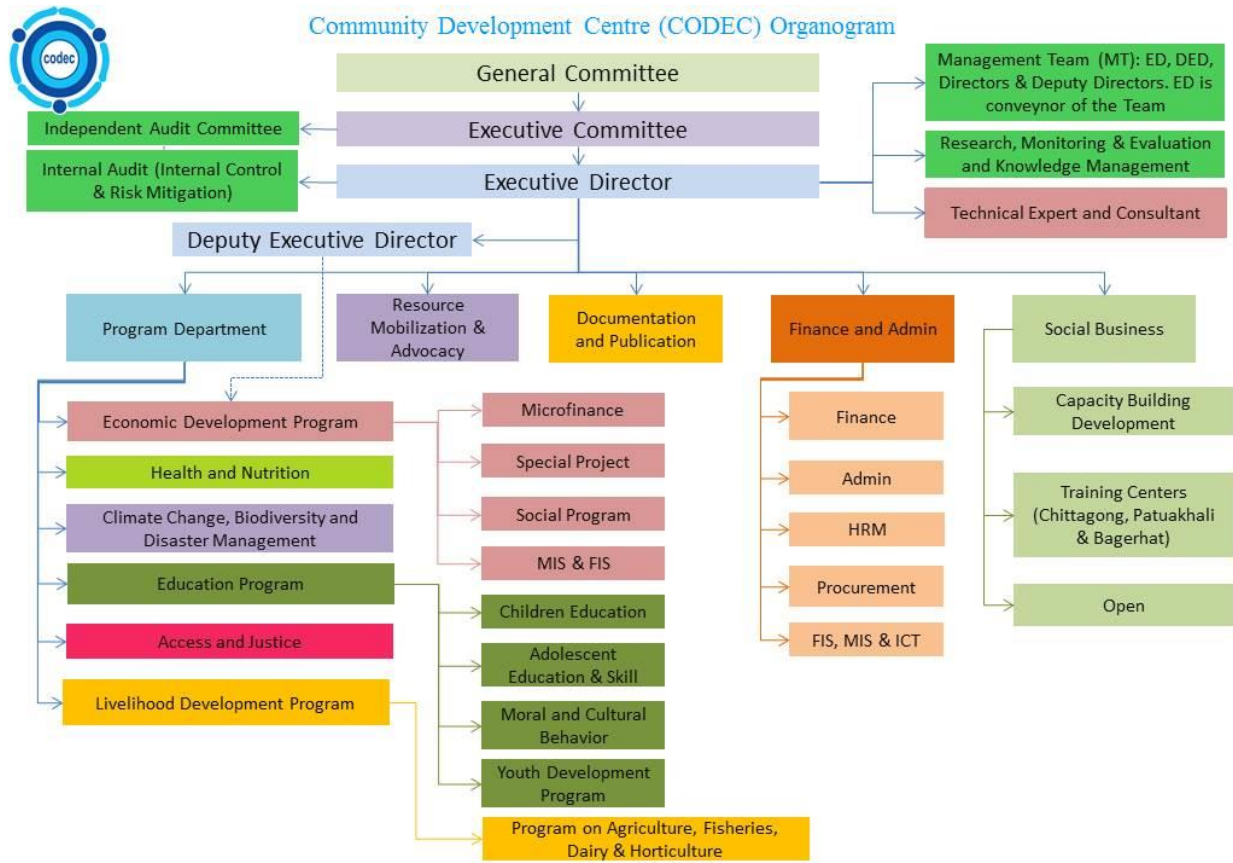 Community Development Centre (CODEC) Organogram
codec
General Committee
Management Team (MT): ED, DED,
Directors & Deputy Directors. ED is
conveynor of the Team
Independent Audit Committee
Executive Committee
Research, Monitoring & Evaluation
and Knowledge Management
Internal Audit (Internal Control
& Risk Mitigation)
Executive Director
Technical Expert and Consultant
Deputy Executive Director
Program Department
Resource
Mobilization &
Advocacy
Documentation
and Publication
Finance and Admin
Social Business
Economic Development Program
Health and Nutrition
Climate Change, Biodiversity and
Disaster Management
Education Program
Access and Justice
Livelihood Development Program
Microfinance
Special Project
Social Program
MIS & FIS
Children Education
Adolescent
Education & Skill
Moral and Cultural
Behavior
Youth Development
Program
Program on Agriculture, Fisheries,
Dairy & Horticulture
Finance
Admin
HRM
Procurement
FIS, MIS & ICT
Capacity Building
Development
Training Centers
(Chittagong, Patuakhali
& Bagerhat)
Open